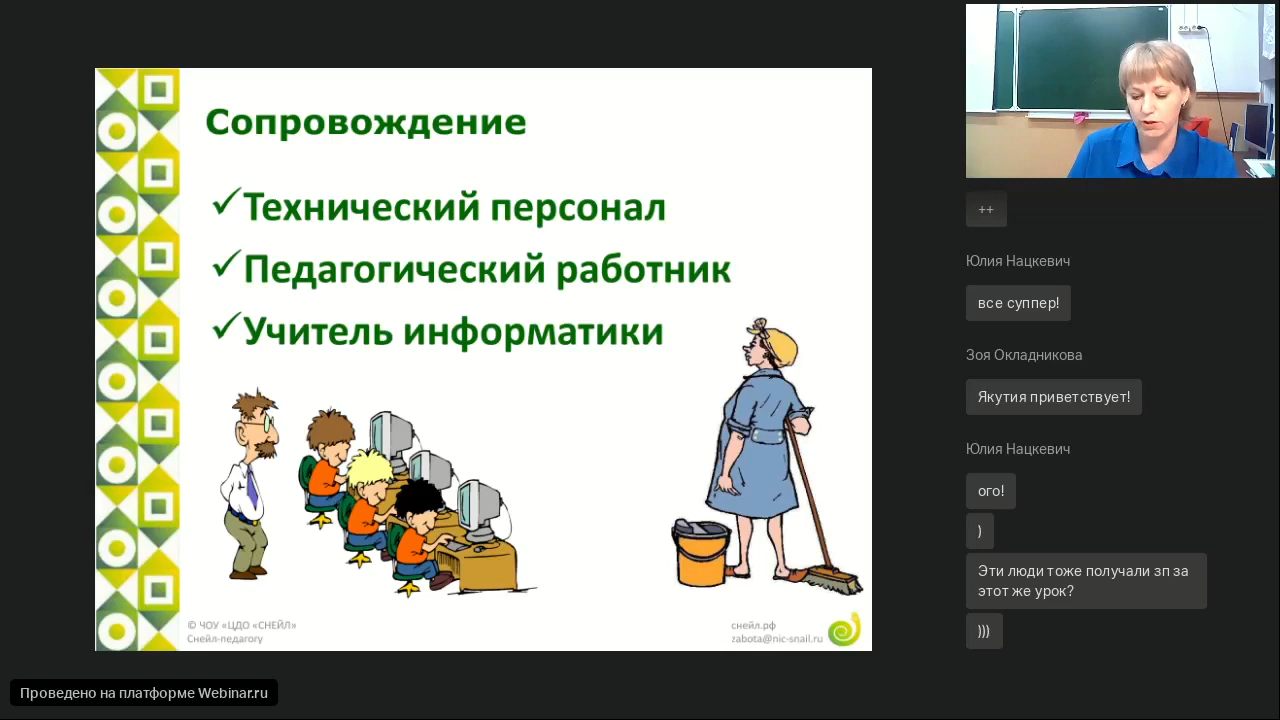 Сопровождение
Технический персонал
Педагогический работник
Учитель информатики
© ЧОУ «ЦДО «СНЕЙЛ»
Снейл-педагогу
снейл.рф
zabota@nic-snail.ru
++
Юлия Нацкевич
все суппер!
Зоя Окладникова
Якутия приветствует!
Юлия Нацкевич
ого!
)
Эти люди тоже получали зп за
этот же урок?
)))
Проведено на платформе Webinar.ru